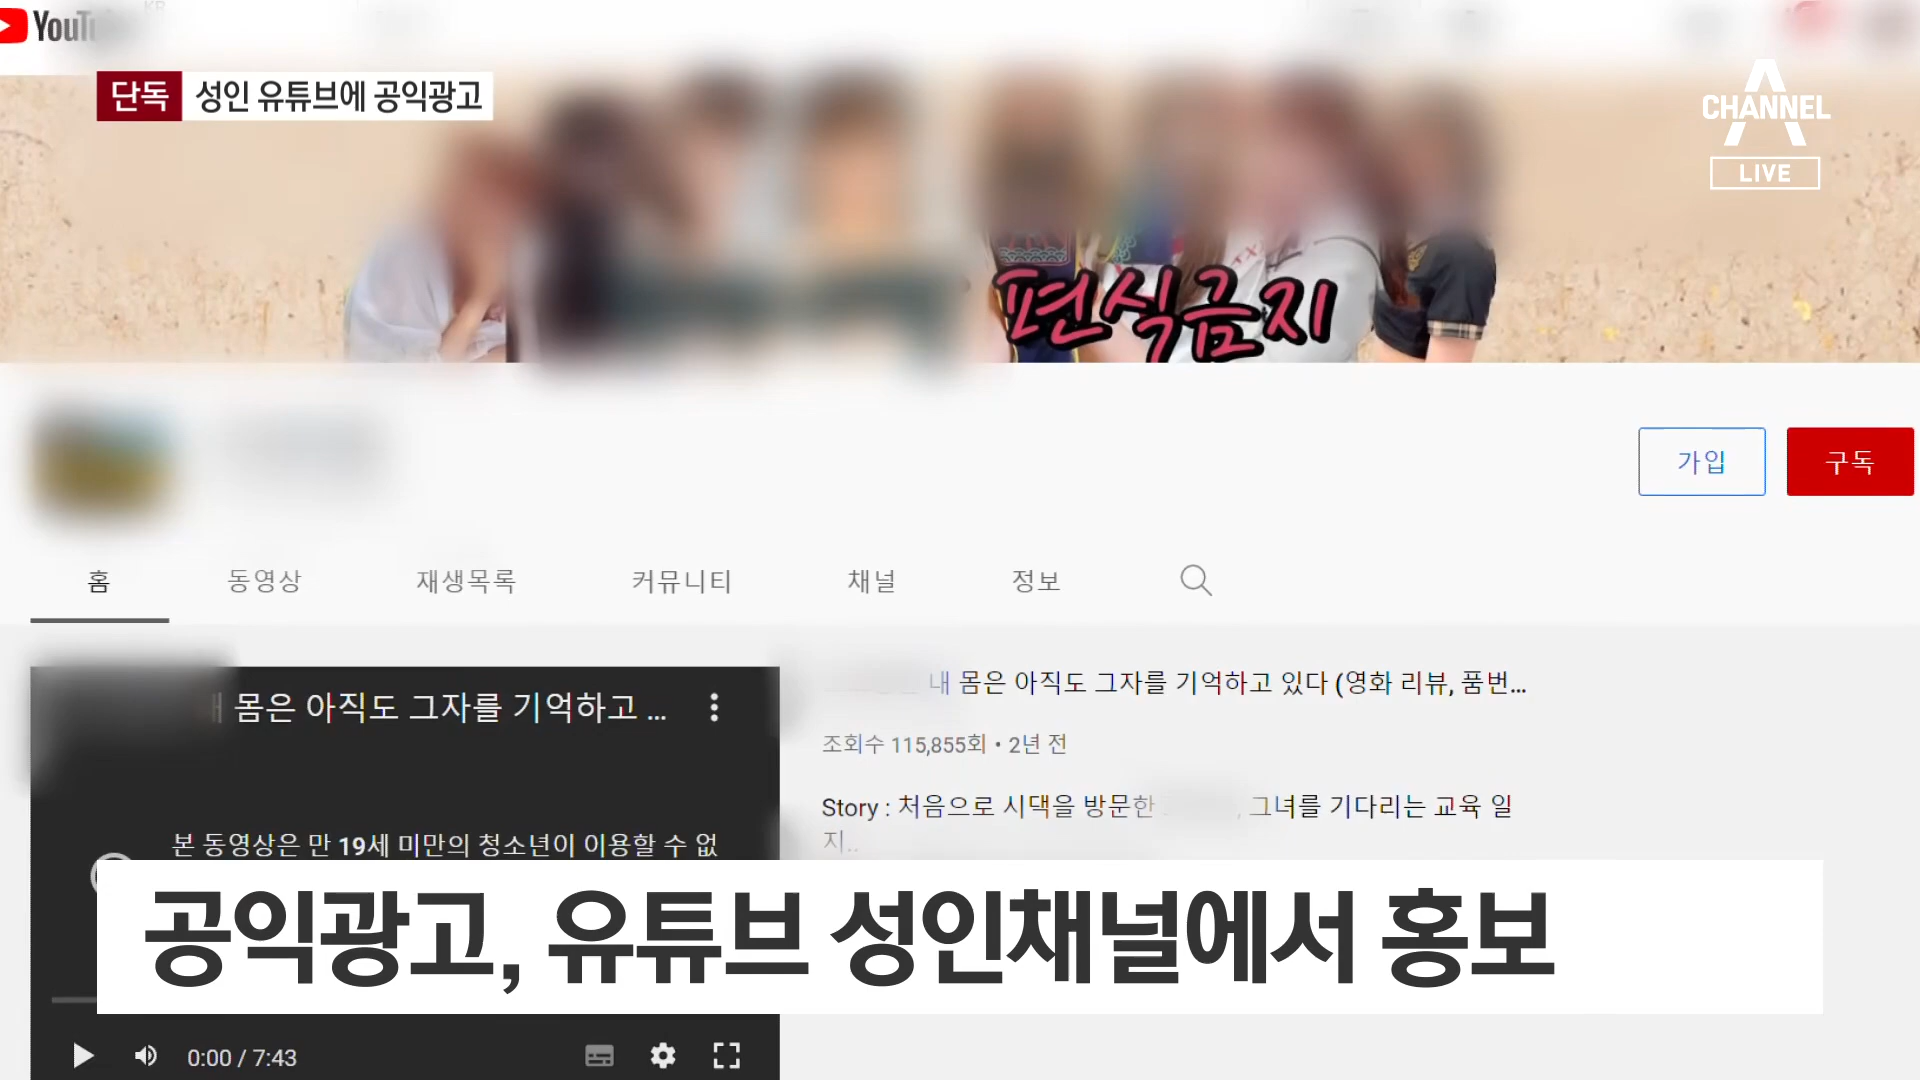 YouTu
KR
단독 성인 유튜브에 공익광고
CHANNEL A
LIVE
편식금지
가입 구독
홈 동영상 재생목록 커뮤니티 채널 정보
몸은 아직도 그자를 기억하고 ...
내 몸은 아직도 그자를 기억하고 있다 (영화 리뷰, 품번...
조회수 115,855회 • 2년 전
Story : 처음으로 시댁을 방문한 그녀를 기다리는 교육 일
지..
본 동영상은 만 19세 미만의 청소년이 이용할 수 없
공익광고, 유튜브 성인채널에서 홍보
0:00 / 7:43